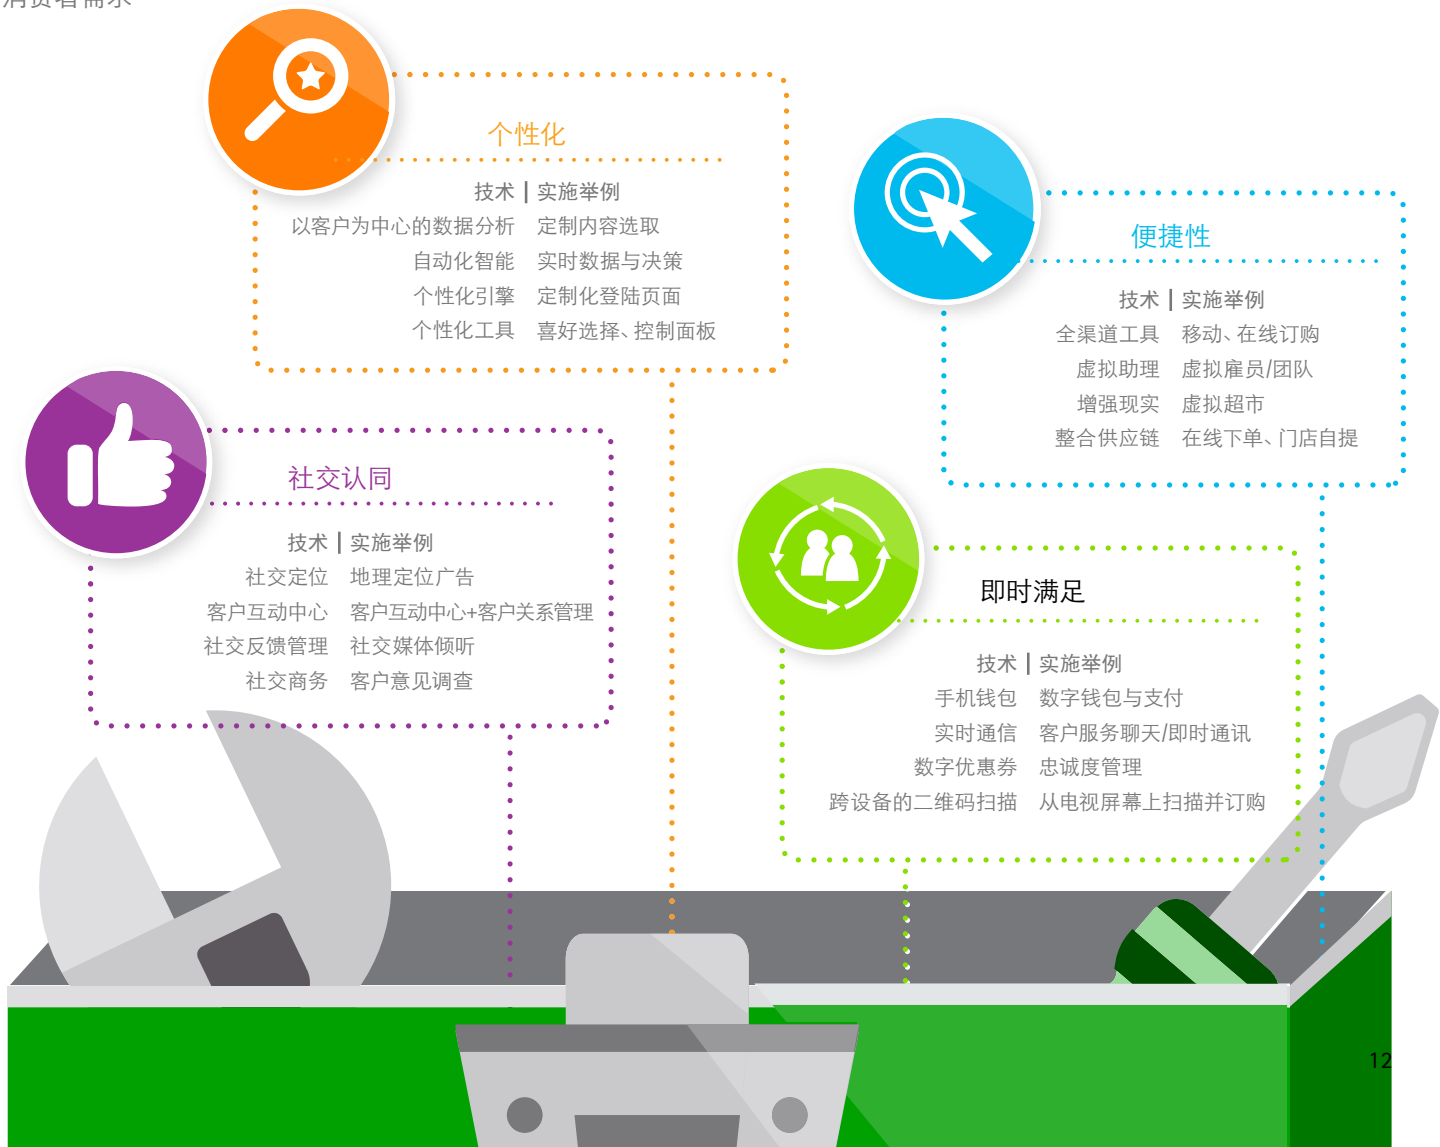 消费者需求
个性化
技术 | 实施举例
以客户为中心的数据分析 定制内容选取
自动化智能 实时数据与决策
个性化引擎 定制化登陆页面
个性化工具 喜好选择、控制面板
便捷性
技术 | 实施举例
全渠道工具 移动、在线订购
虚拟助理 虚拟雇员/团队
增强现实 虚拟超市
整合供应链 在线下单、门店自提
社交认同
技术 | 实施举例
社交定位 地理定位广告
客户互动中心 客户互动中心+客户关系管理
社交反馈管理 社交媒体倾听
社交商务 客户意见调查
即时满足
技术 | 实施举例
手机钱包 数字钱包与支付
实时通信 客户服务聊天/即时通讯
数字优惠券 忠诚度管理
跨设备的二维码扫描 从电视屏幕上扫描并订购
12